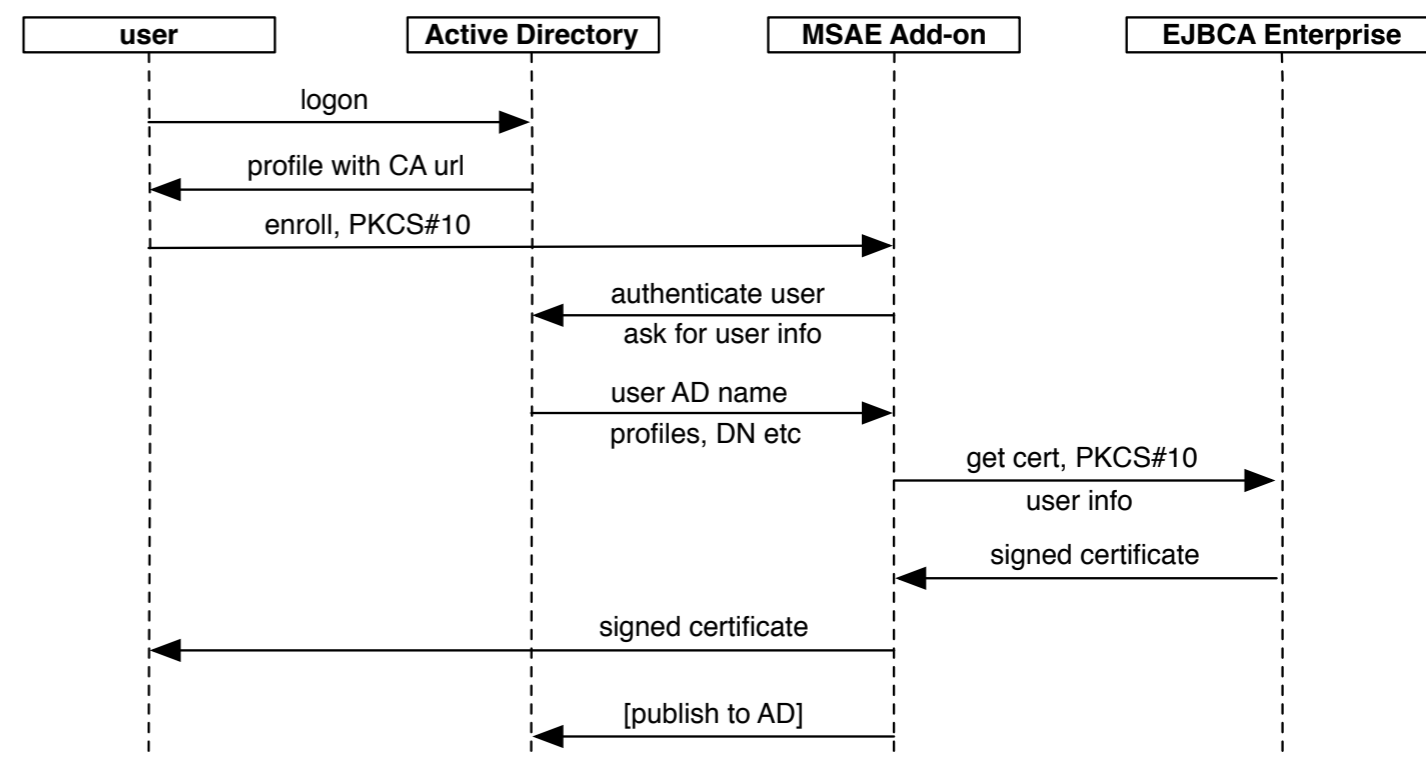 user
Active Directory
MSAE Add-on
EJBCA Enterprise
logon
profile with CA url
enroll, PKCS#10
authenticate user
ask for user info
user AD name
profiles, DN etc
get cert, PKCS#10
user info
signed certificate
signed certificate
[publish to AD]